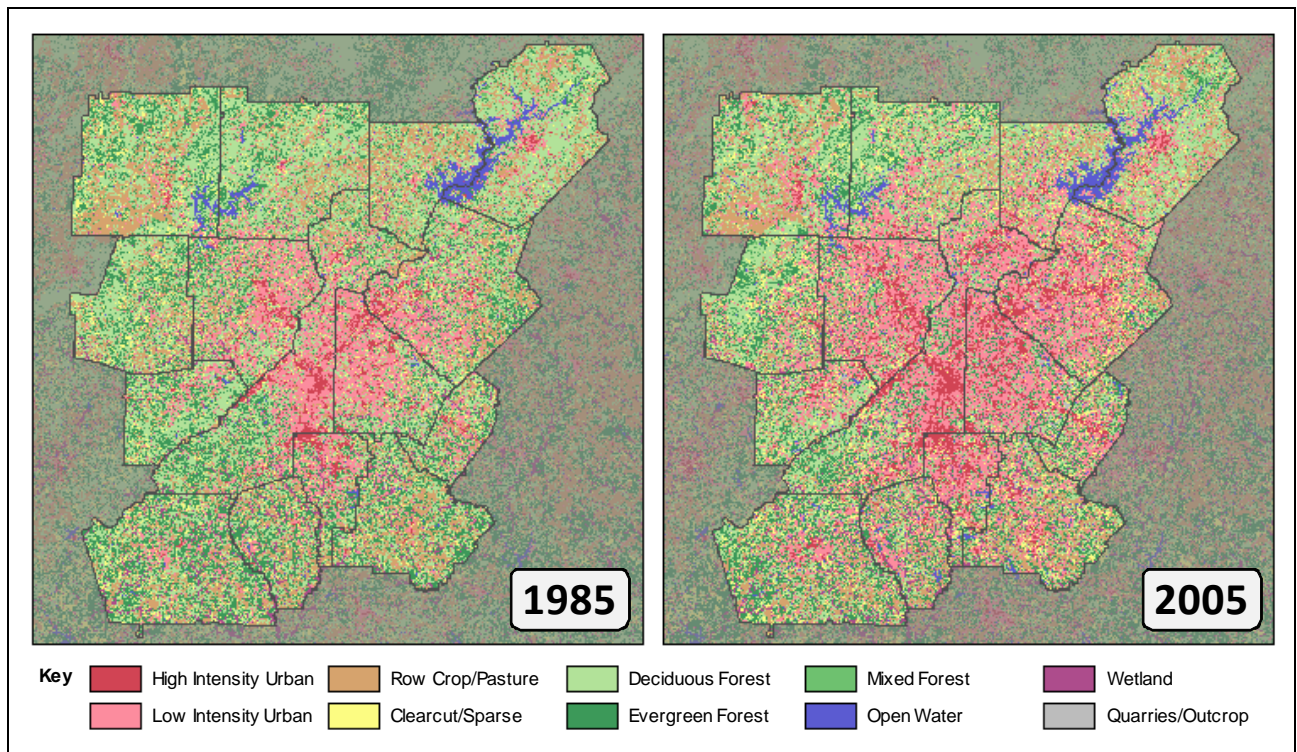 1985
2005
Key
High Intensity Urban
Row Crop/Pasture
Deciduous Forest
Mixed Forest
Wetland
Low Intensity Urban
Clearcut/Sparse
Evergreen Forest
Open Water
Quarries/Outcrop